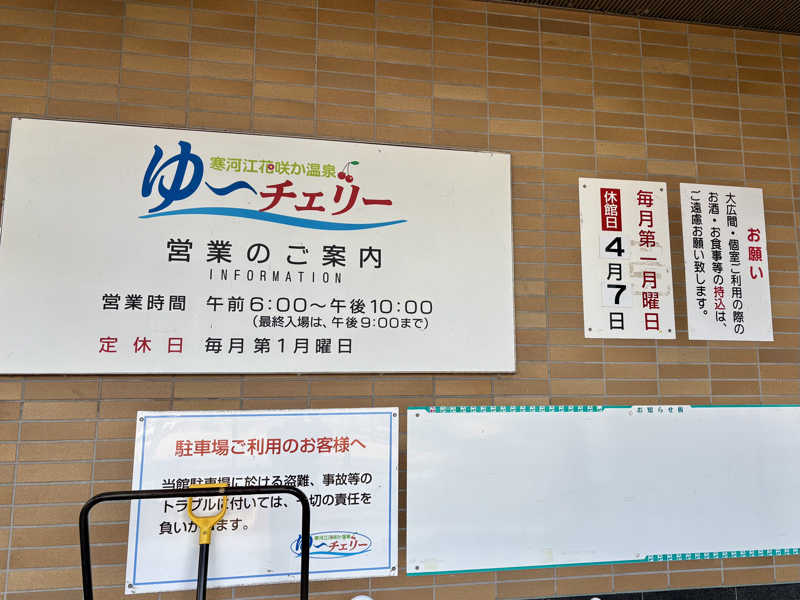 寒河江花咲か温泉
ゆ〜チェリー
営業のご案内
INFORMATION
営業時間 午前6:00〜午後10:00
(最終入場は、午後9:00まで)
定休日 毎月第1月曜日
毎月第一月曜日
休館日
4月7日
お願い
大広間・個室ご利用の際の
お酒・お食事等の持込は、
ご遠慮お願い致します。
駐車場ご利用のお客様へ
当館駐車場に於ける盗難、事故等の
トラブルに付いては、一切の責任を
負いかねます。
寒河江花咲か温泉
ゆ〜チェリー
お知らせ板